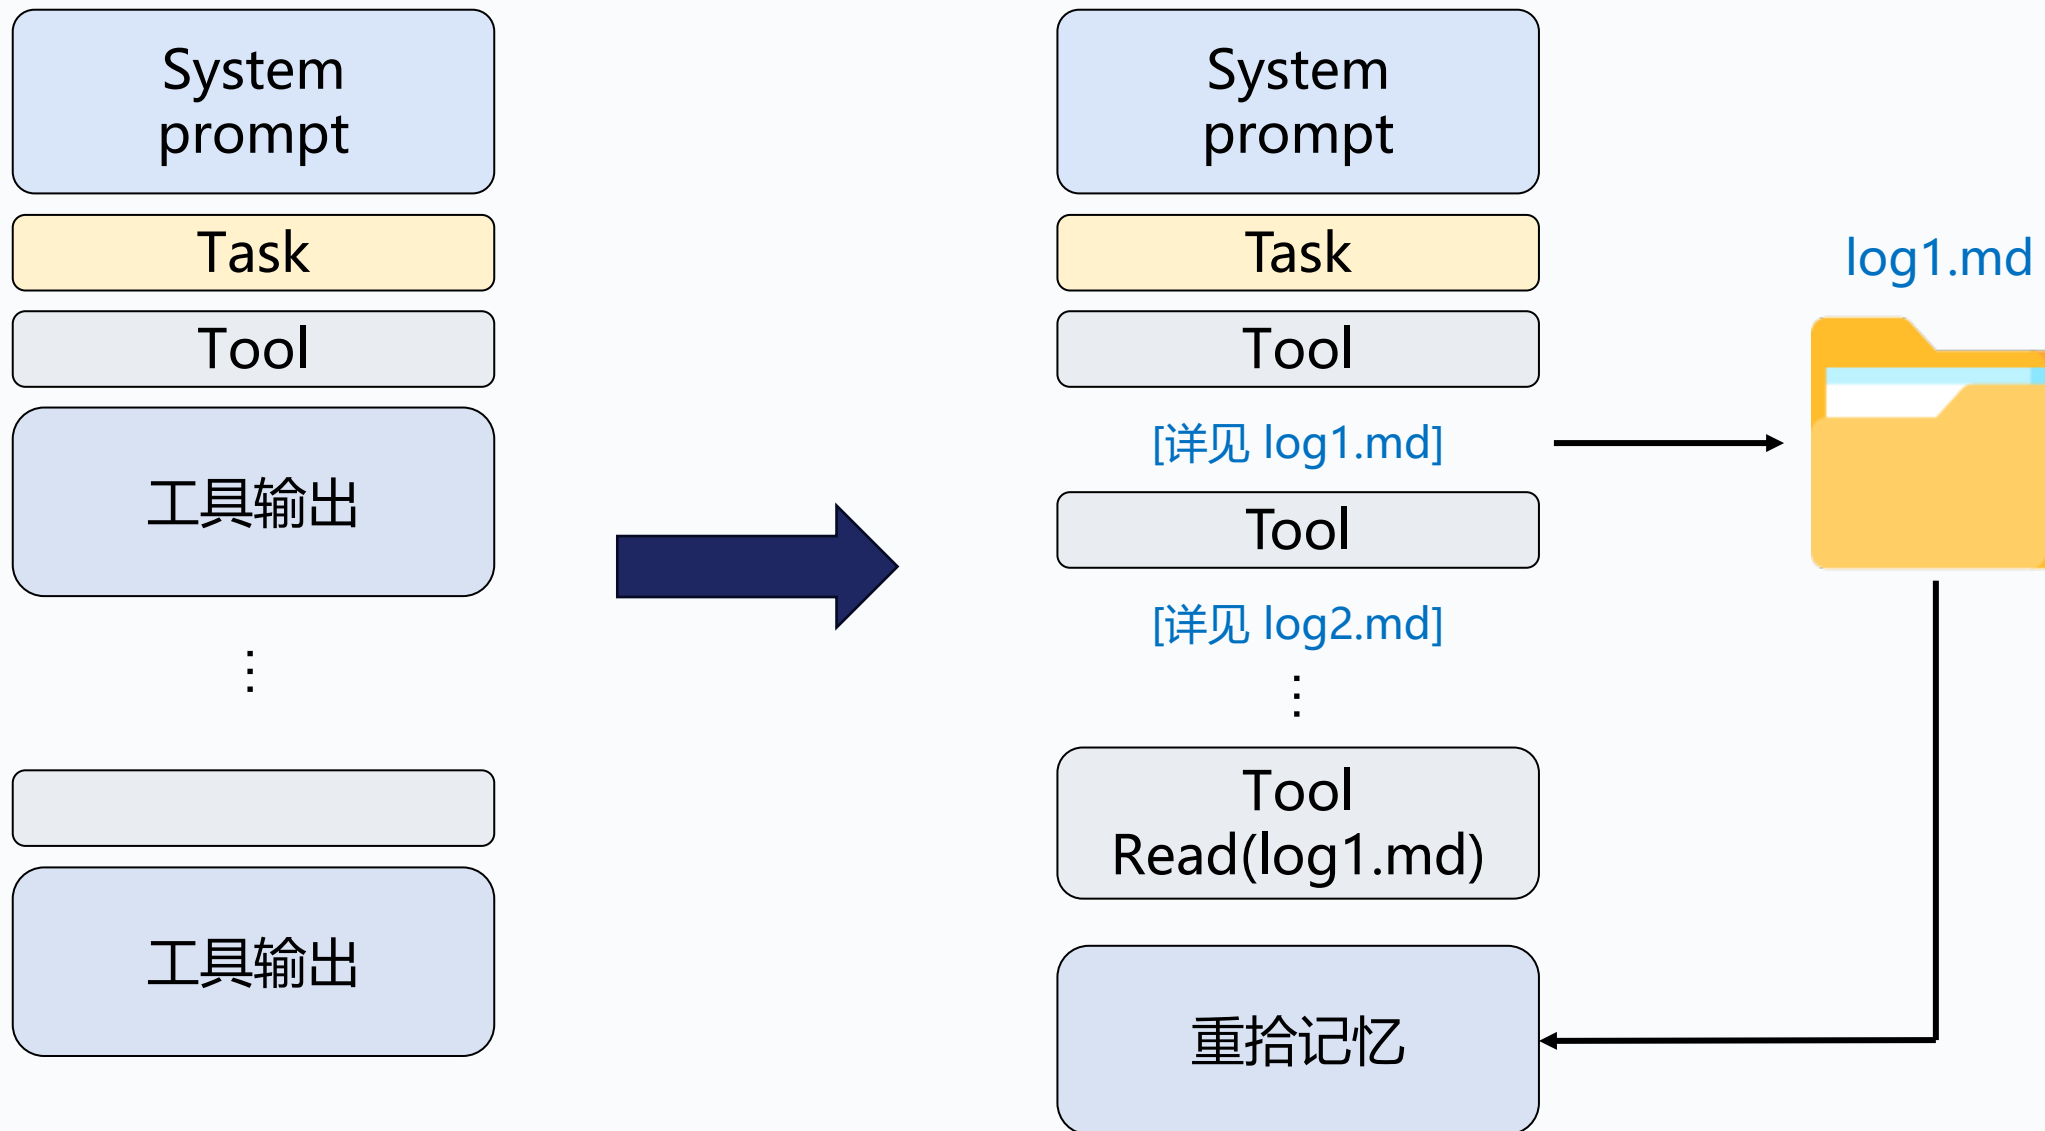 System
prompt
Task
Tool
工具输出
⋮
工具输出
System
prompt
Task
Tool
[详见 log1.md]
Tool
[详见 log2.md]
⋮
Tool
Read(log1.md)
重拾记忆
log1.md